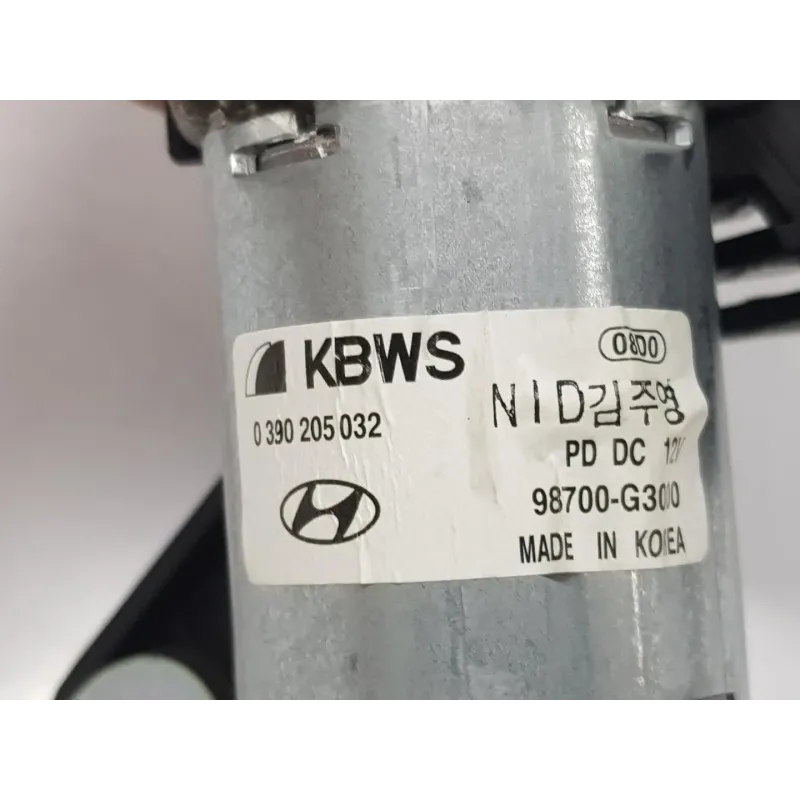 KBWS
0800
0 390 205 032
NID김주영
PD DC 12V
98700-G3000
MADE IN KOREA